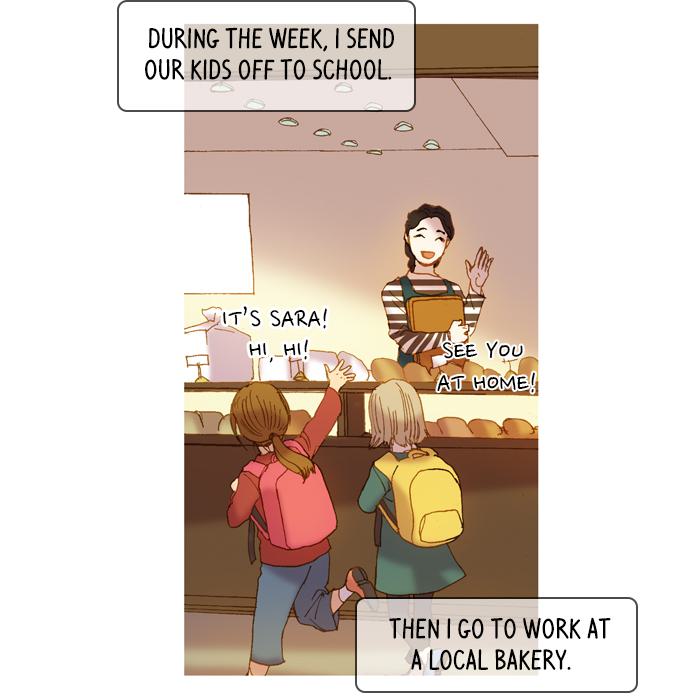 DURING THE WEEK, I SEND
OUR KIDS OFF TO SCHOOL.
IT'S SARA!
HI, HI!
SEE YOU
AT HOME!
THEN I GO TO WORK AT
A LOCAL BAKERY.